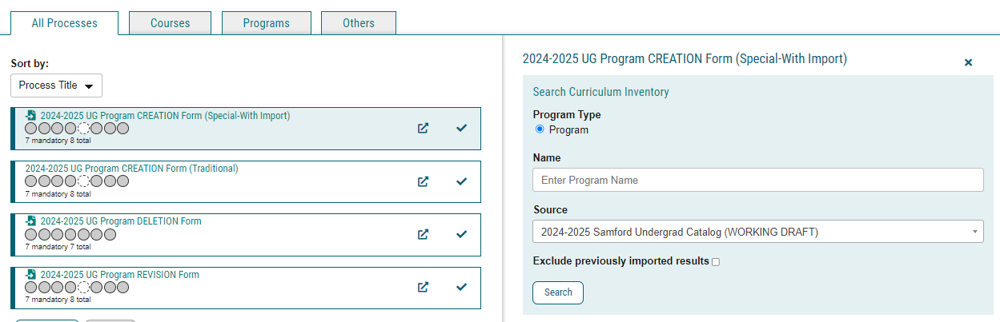 All Processes
Courses
Programs
Others
Sort by:
Process Title
2024-2025 UG Program CREATION Form (Special-With Import)
7 mandatory 8 total
2024-2025 UG Program CREATION Form (Traditional)
7 mandatory 8 total
2024-2025 UG Program DELETION Form
7 mandatory 7 total
2024-2025 UG Program REVISION Form
7 mandatory 8 total
2024-2025 UG Program CREATION Form (Special-With Import)
Search Curriculum Inventory
Program Type
Program
Name
Enter Program Name
Source
2024-2025 Samford Undergrad Catalog (WORKING DRAFT)
Exclude previously imported results
Search